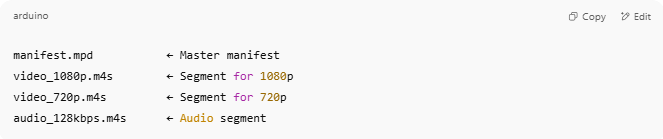 arduino
Copy Edit
manifest.mpd ← Master manifest
video_1080p.m4s ← Segment for 1080p
video_720p.m4s ← Segment for 720p
audio_128kbps.m4s ← Audio segment